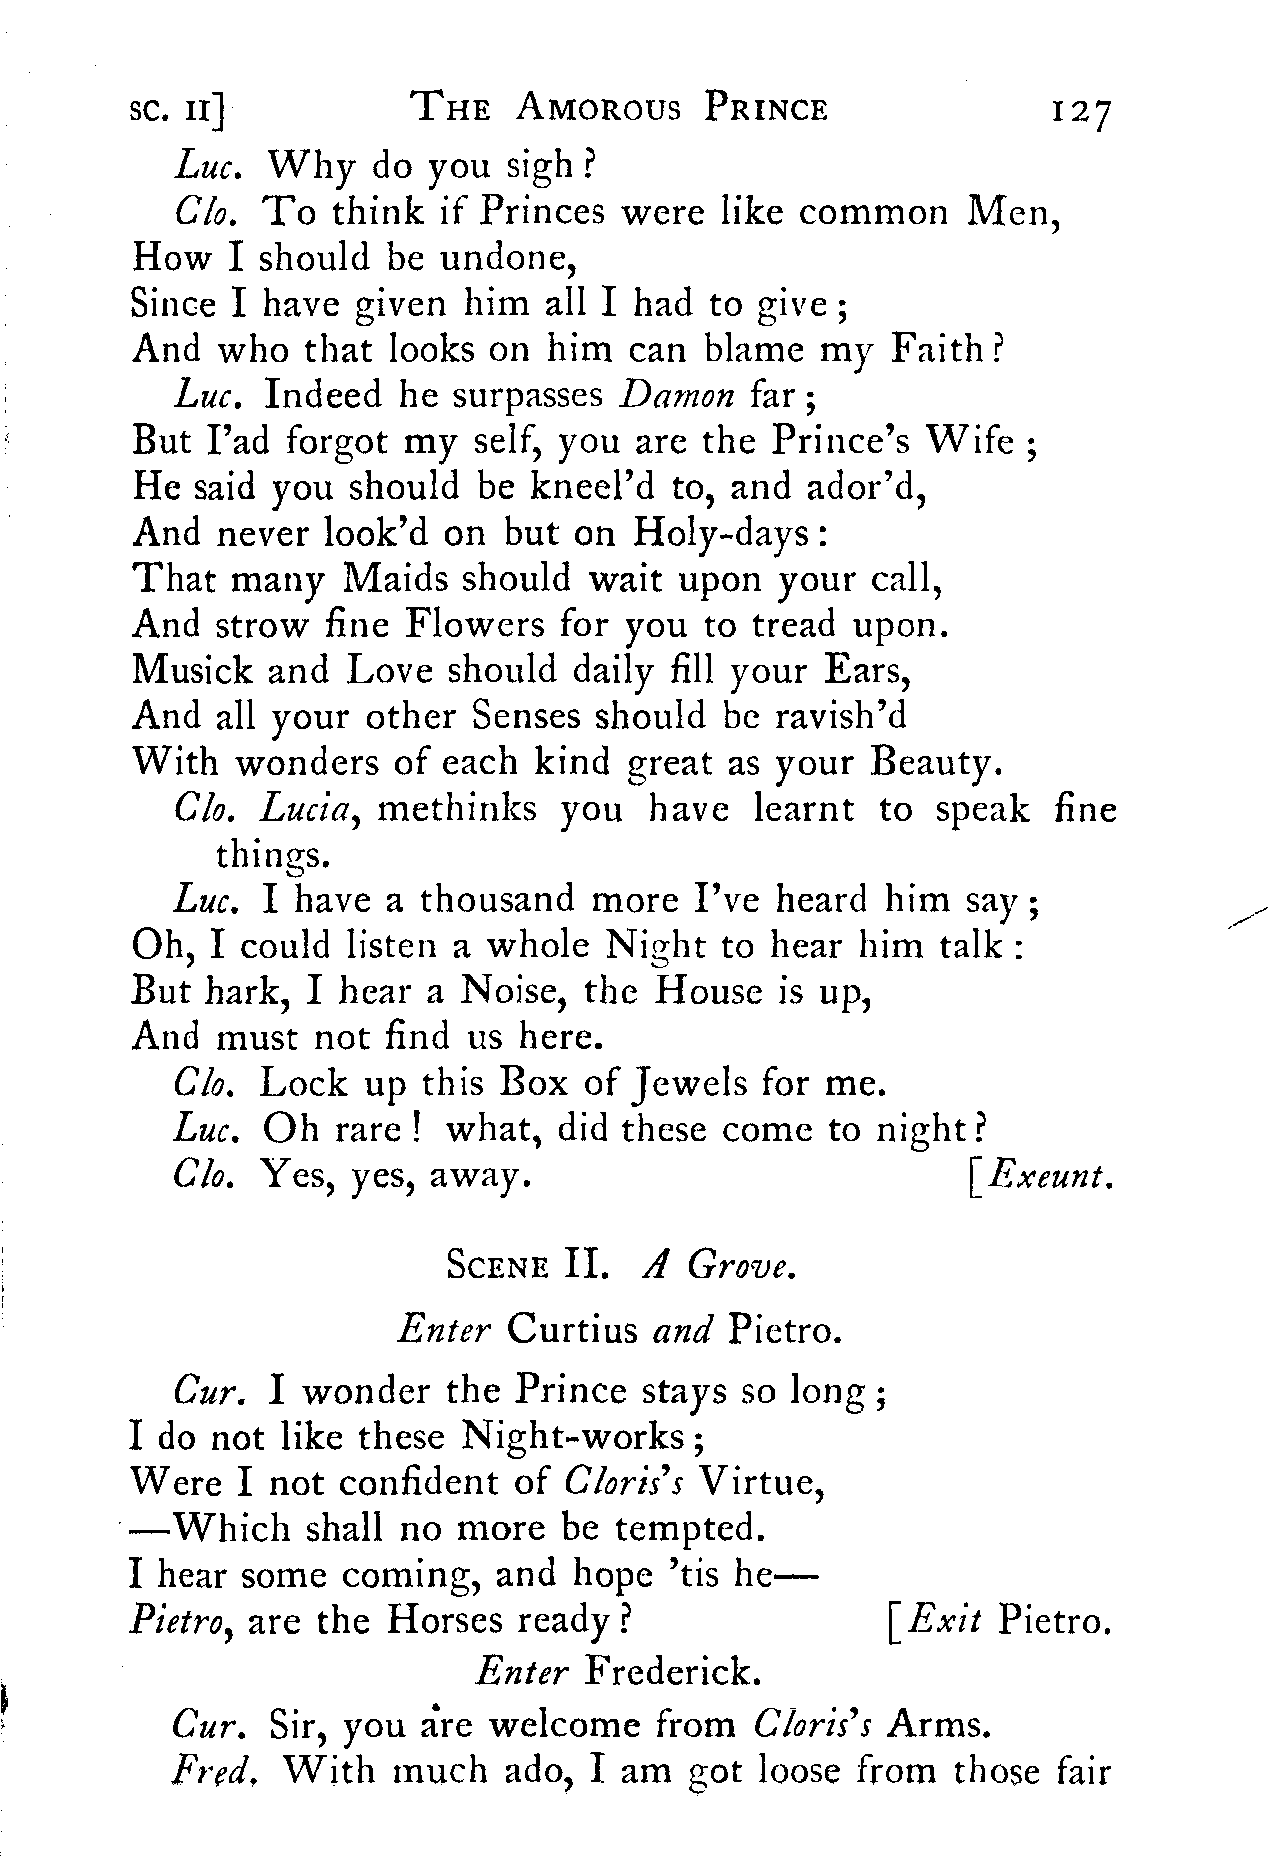 SC. II] THE AMOROUS PRINCE 127
Luc. Why do you sigh?
Clo. To think if Princes were like common Men,
How I should be undone,
Since I have given him all I had to give;
And who that looks on him can blame my Faith?
Luc. Indeed he surpasses Damon far;
But I'ad forgot my self, you are the Prince's Wife;
He said you should be kneel'd to, and ador'd,
And never look'd on but on Holy-days:
That many Maids should wait upon your call,
And strow fine Flowers for you to tread upon.
Musick and Love should daily fill your Ears,
And all your other Senses should be ravish'd
With wonders of each kind great as your Beauty.
Clo. Lucia, methinks you have learnt to speak fine
things.
Luc. I have a thousand more I've heard him say;
Oh, I could listen a whole Night to hear him talk:
But hark, I hear a Noise, the House is up,
And must not find us here.
Clo. Lock up this Box of Jewels for me.
Luc. Oh rare! what, did these come to night?
Clo. Yes, yes, away. [Exeunt.
SCENE II. A Grove.
Enter Curtius and Pietro.
Cur. I wonder the Prince stays so long;
I do not like these Night-works;
Were I not confident of Cloris's Virtue,
—Which shall no more be tempted.
I hear some coming, and hope 'tis he—
Pietro, are the Horses ready? [Exit Pietro.
Enter Frederick.
Cur. Sir, you are welcome from Cloris's Arms.
Fred. With much ado, I am got loose from those fair